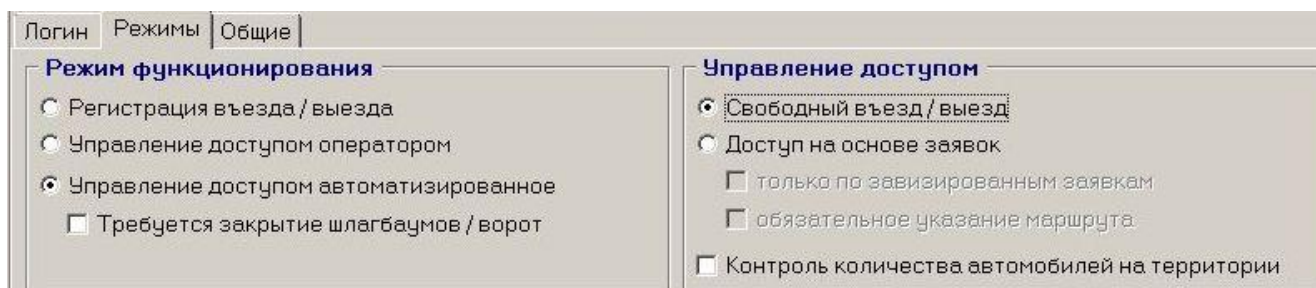 Логин Режимы Общие
Режим функционирования
Регистрация въезда / выезда
Управление доступом оператором
Управление доступом автоматизированное
Требуется закрытие шлагбаумов / ворот
Управление доступом
Свободный въезд / выезд
Доступ на основе заявок
только по завизированным заявкам
обязательное указание маршрута
Контроль количества автомобилей на территории